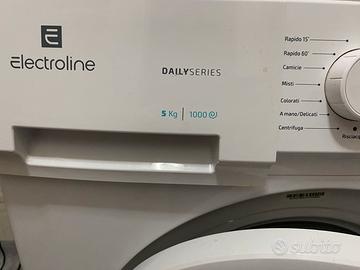 Electroline
DAILYSERIES
5 Kg | 1000
Rapido 15'
Rapido 60'
Camicie
Misti
Colorati
A mano/Delicati
Centrifuga
subito